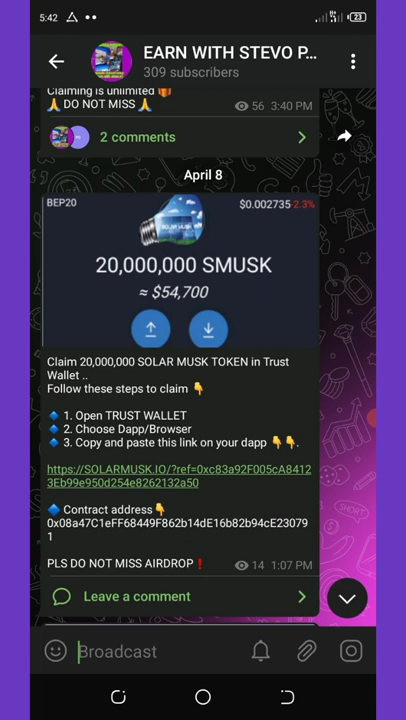 5:42
23
EARN WITH STEVO P...
309 subscribers
Claiming is unlimited 🎁
🙏DO NOT MISS🙏
56 3:40 PM
2 comments
April 8
BEP20
$0.002735 2.3%
SOLAR MUSK
20,000,000 SMUSK
≈ $54,700
Claim 20,000,000 SOLAR MUSK TOKEN in Trust
Wallet ..
Follow these steps to claim 👇
🔷 1. Open TRUST WALLET
🔷 2. Choose Dapp/Browser
🔷 3. Copy and paste this link on your dapp 👇👇.
https://SOLARMUSK.IO/?ref=0xc83a92F005cA8412
3Eb99e950d254e8262132a50
🔷 Contract address👇
0x08a47C1eFF68449F862b14dE16b82b94cE23079
1
PLS DO NOT MISS AIRDROP❗
14 1:07 PM
Leave a comment
Broadcast